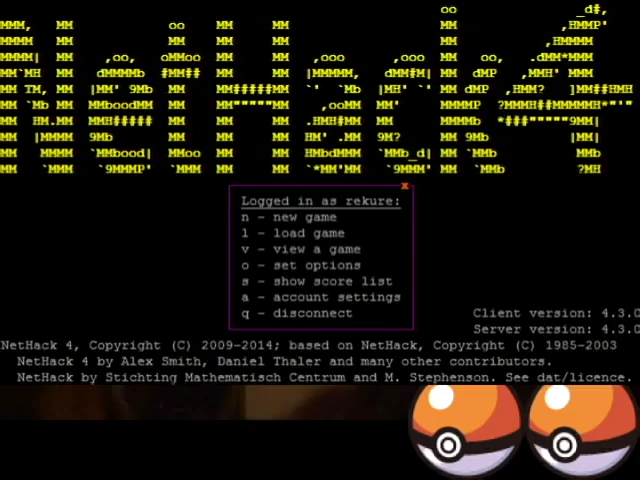 NetHack 4
x
Logged in as rekure:
n - new game
l - load game
v - view a game
o - set options
s - show score list
a - account settings
q - disconnect
Client version: 4.3.0
Server version: 4.3.0
NetHack 4, Copyright (C) 2009-2014; based on NetHack, Copyright (C) 1985-2003
NetHack 4 by Alex Smith, Daniel Thaler and many other contributors.
NetHack by Stichting Mathematisch Centrum and M. Stephenson. See dat/licence.